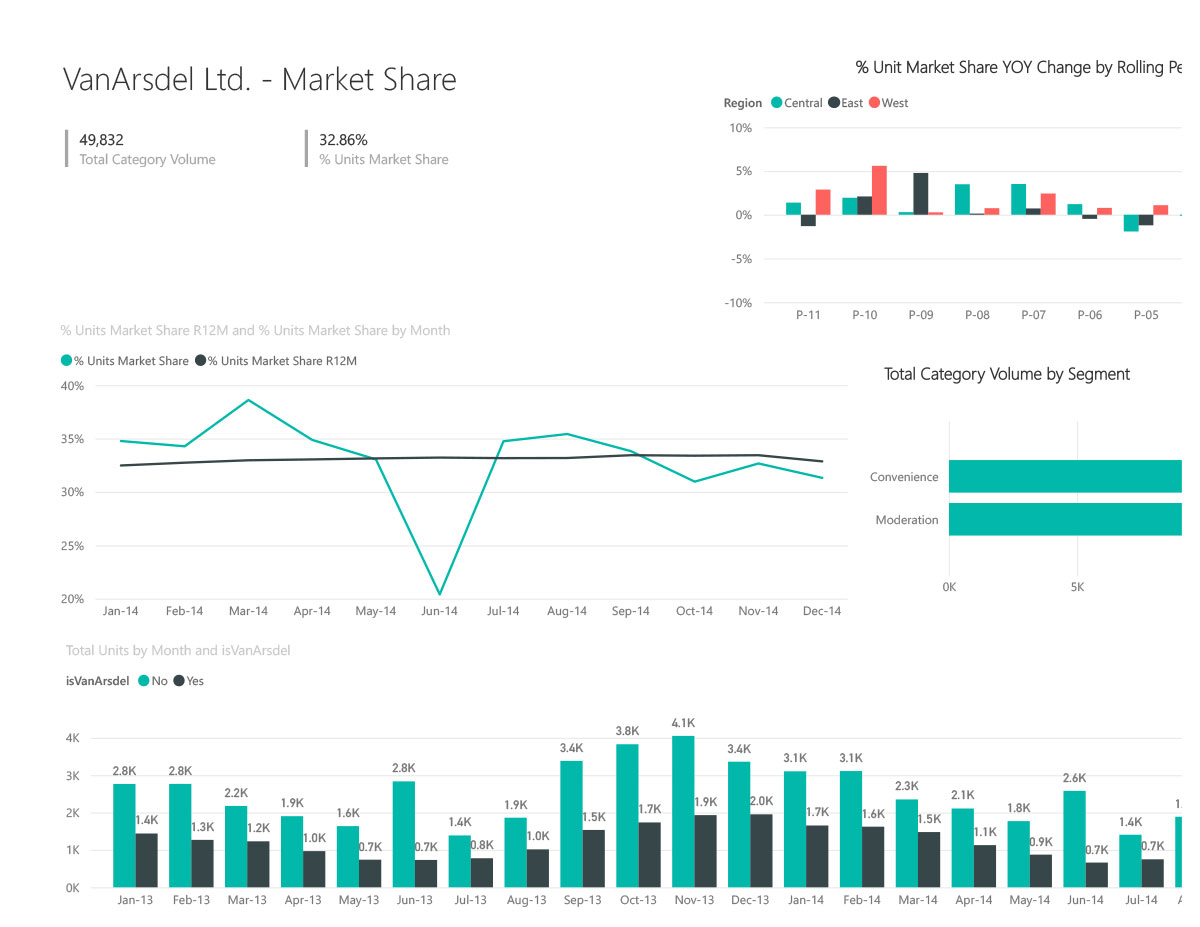 VanArsdel Ltd. - Market Share
49,832
Total Category Volume
32.86%
% Units Market Share
% Unit Market Share YOY Change by Rolling Pe
Region Central East West
10%
5%
0%
-5%
-10%
P-11 P-10 P-09 P-08 P-07 P-06 P-05
% Units Market Share R12M and % Units Market Share by Month
% Units Market Share % Units Market Share R12M
40%
35%
30%
25%
20%
Jan-14 Feb-14 Mar-14 Apr-14 May-14 Jun-14 Jul-14 Aug-14 Sep-14 Oct-14 Nov-14 Dec-14
Total Category Volume by Segment
Convenience
Moderation
0K 5K
Total Units by Month and isVanArsdel
isVanArsdel No Yes
4K
3K
2K
1K
0K
2.8K 2.8K 2.2K 1.9K 1.6K 2.8K 1.4K 1.9K 3.4K 3.8K 4.1K 3.4K 3.1K 3.1K 2.3K 2.1K 1.8K 2.6K 1.4K 1.
1.4K 1.3K 1.2K 1.0K 0.7K 0.7K 0.8K 1.0K 1.5K 1.7K 1.9K 2.0K 1.7K 1.6K 1.5K 1.1K 0.9K 0.7K 0.7K
Jan-13 Feb-13 Mar-13 Apr-13 May-13 Jun-13 Jul-13 Aug-13 Sep-13 Oct-13 Nov-13 Dec-13 Jan-14 Feb-14 Mar-14 Apr-14 May-14 Jun-14 Jul-14